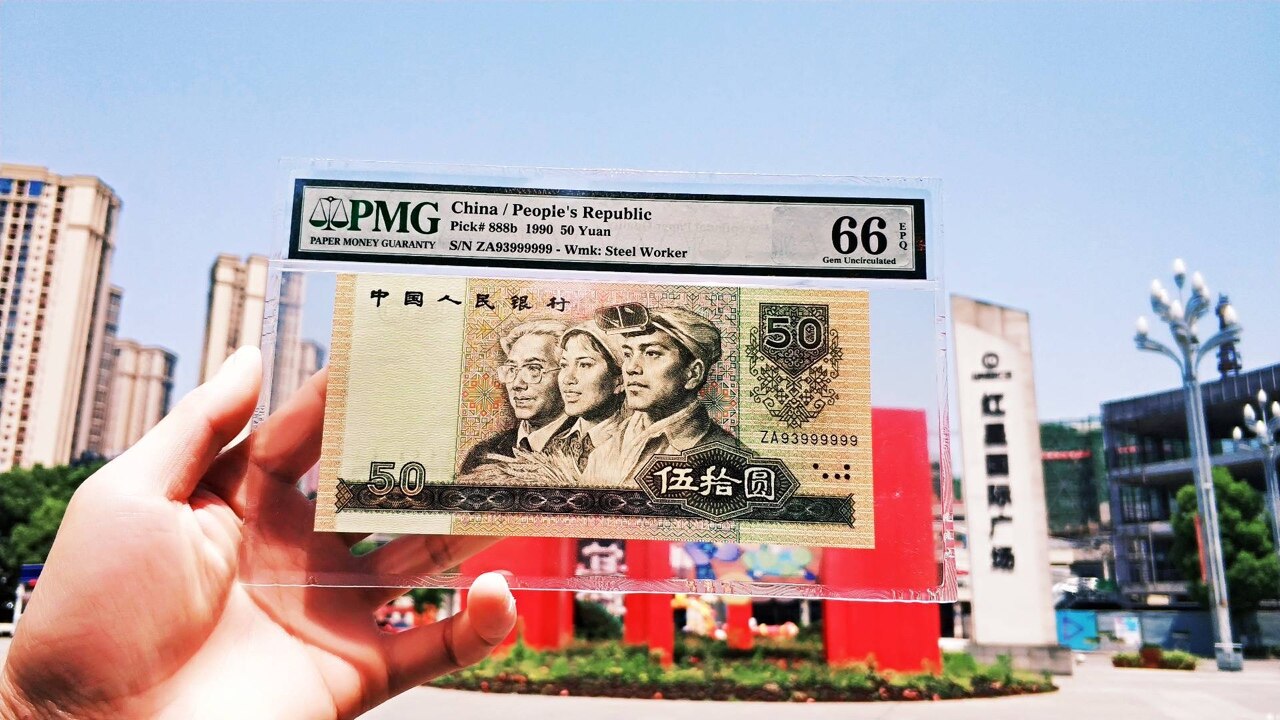 PMG
PAPER MONEY GUARANTY
China / People's Republic
Pick# 888b 1990 50 Yuan
S/N ZA93999999 - Wmk: Steel Worker
66
EPQ
Gem Uncirculated
中国人民银行
50
ZA93999999
50
伍拾圆
红星国际广场